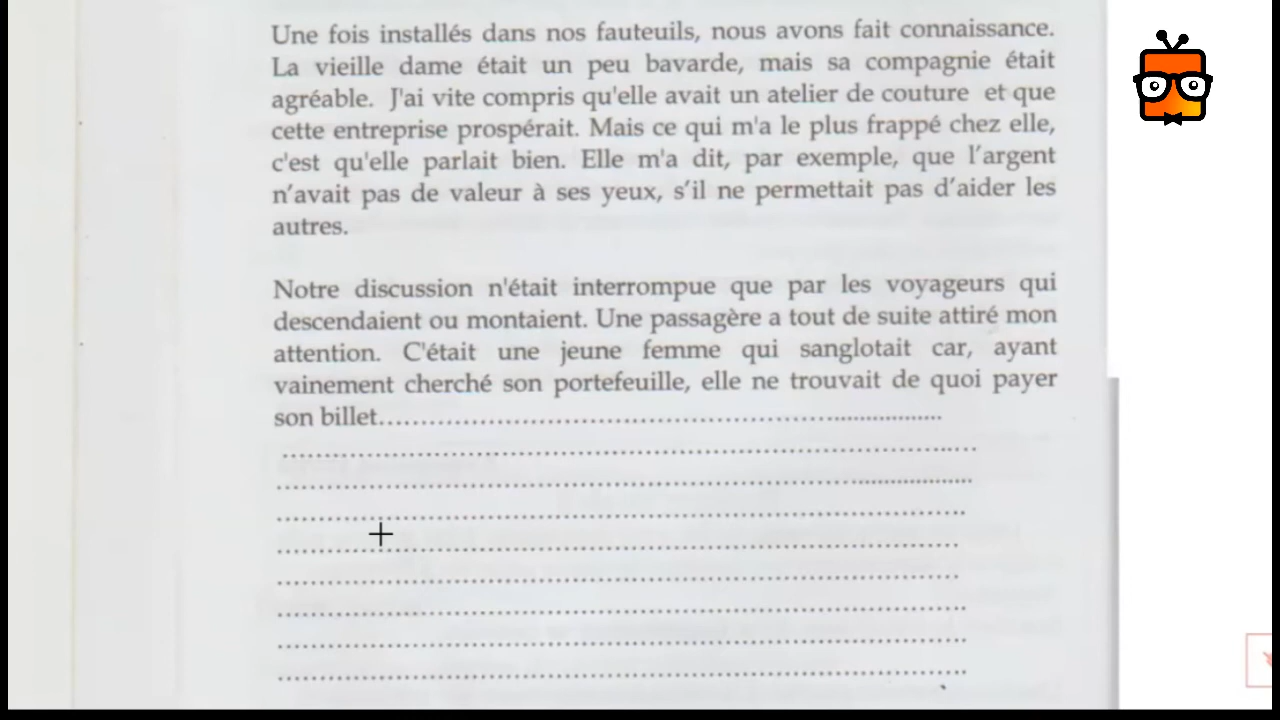 Une fois installés dans nos fauteuils, nous avons fait connaissance.
La vieille dame était un peu bavarde, mais sa compagnie était
agréable. J'ai vite compris qu'elle avait un atelier de couture et que
cette entreprise prospérait. Mais ce qui m'a le plus frappé chez elle,
c'est qu'elle parlait bien. Elle m'a dit, par exemple, que l'argent
n'avait pas de valeur à ses yeux, s'il ne permettait pas d'aider les
autres.
Notre discussion n'était interrompue que par les voyageurs qui
descendaient ou montaient. Une passagère a tout de suite attiré mon
attention. C'était une jeune femme qui sanglotait car, ayant
vainement cherché son portefeuille, elle ne trouvait de quoi payer
son billet................................................................................